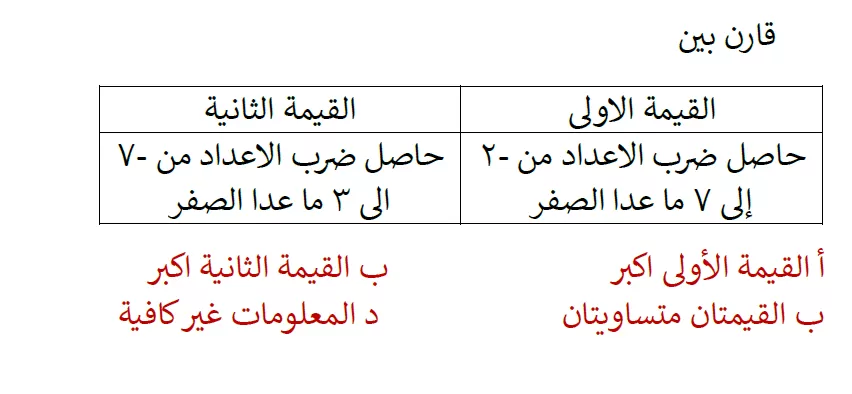 قارن بين
القيمة الاولى القيمة الثانية
حاصل ضرب الاعداد من -٢ إلى ٧ ما عدا الصفر
حاصل ضرب الاعداد من -٧ الى ٣ ما عدا الصفر
أ القيمة الأولى اكبر ب القيمة الثانية اكبر
ب القيمتان متساويتان د المعلومات غير كافية